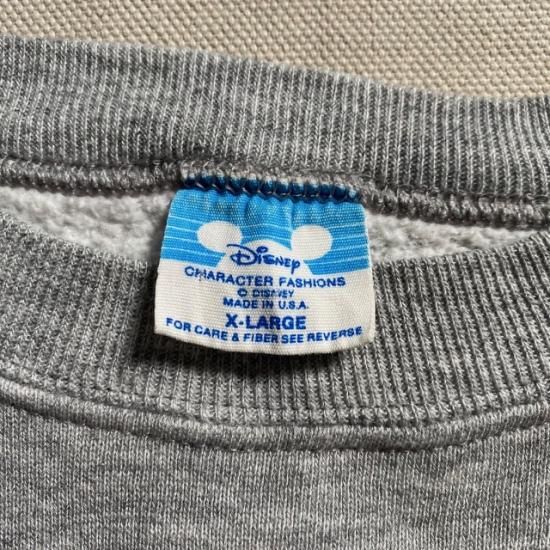 Disney
CHARACTER FASHIONS
© DISNEY
MADE IN U.S.A.
X-LARGE
FOR CARE & FIBER SEE REVERSE